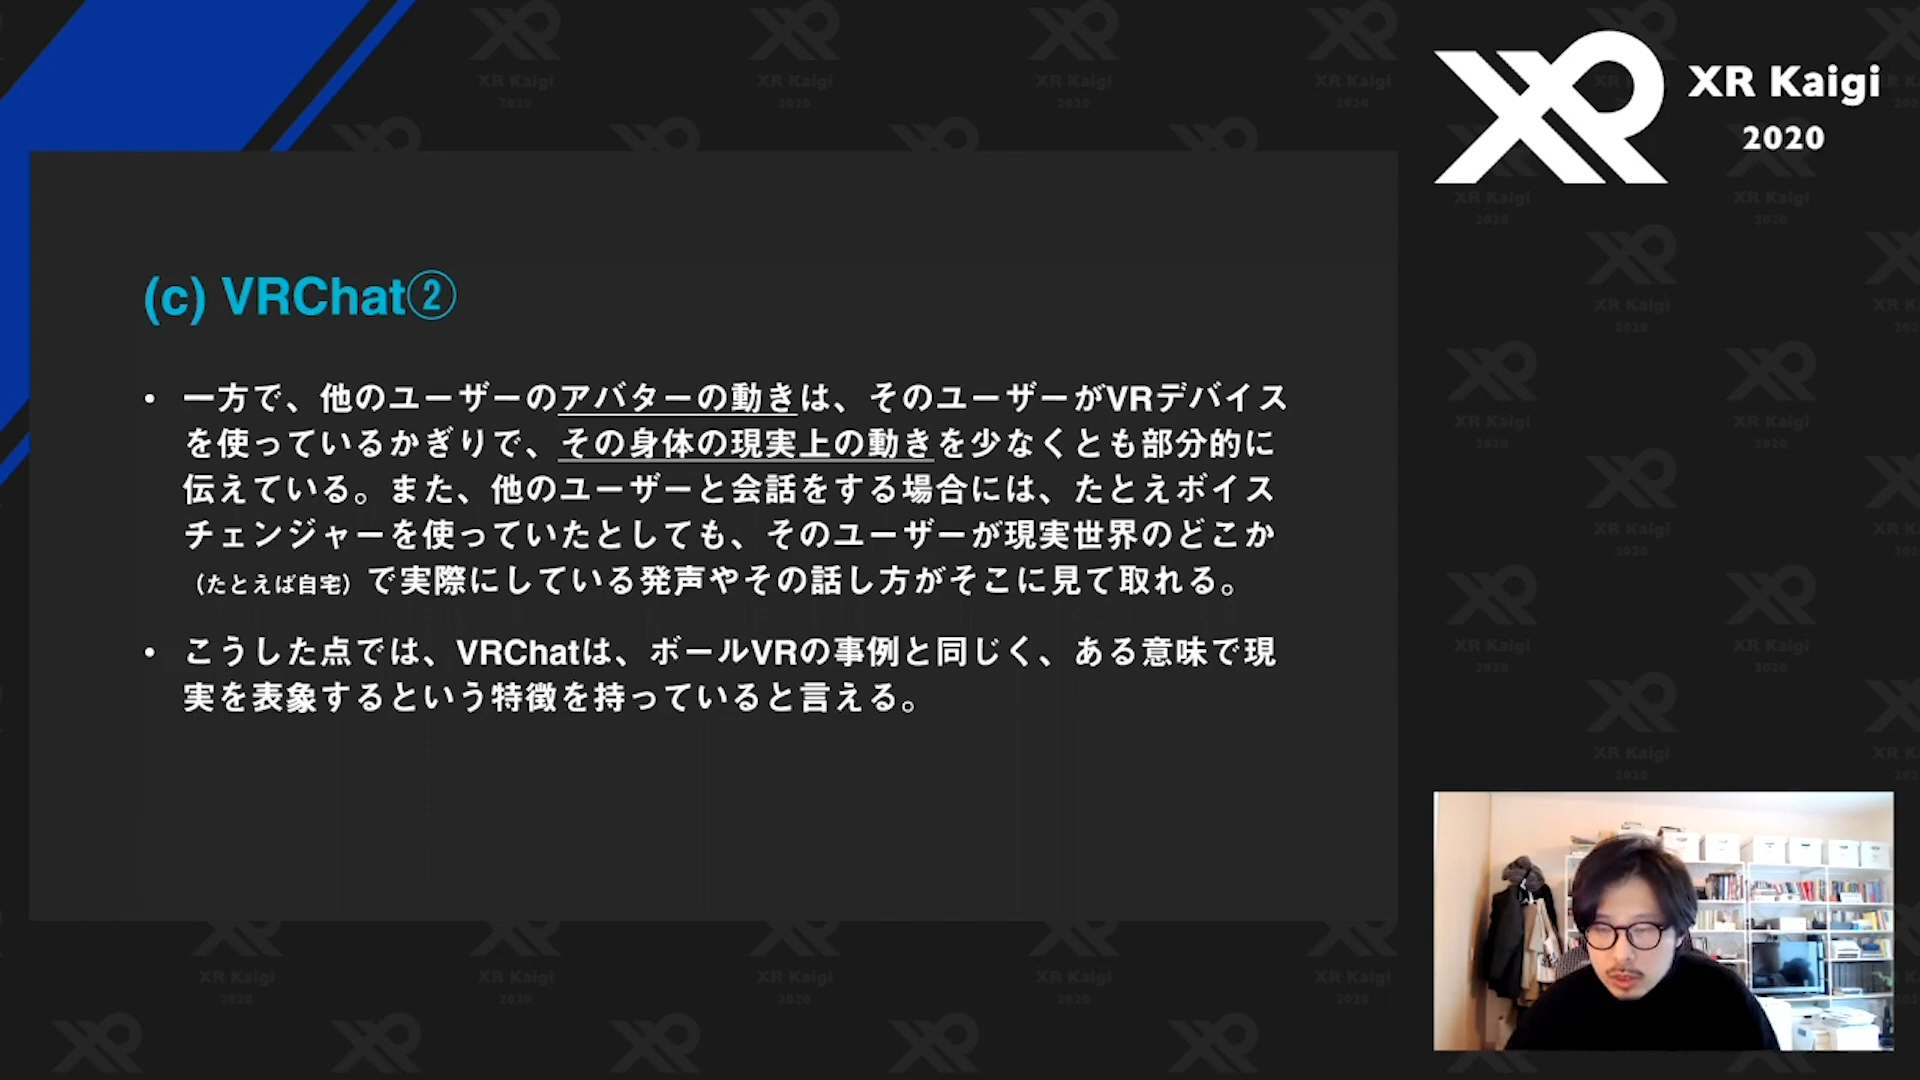 XR Kaigi
2020
(c) VRChat②
• 一方で、他のユーザーのアバターの動きは、そのユーザーがVRデバイス
を使っているかぎりで、その身体の現実上の動きを少なくとも部分的に
伝えている。また、他のユーザーと会話をする場合には、たとえボイス
チェンジャーを使っていたとしても、そのユーザーが現実世界のどこか
（たとえば自宅）で実際にしている発声やその話し方がそこに見て取れる。
• こうした点では、VRChatは、ボールVRの事例と同じく、ある意味で現
実を表象するという特徴を持っていると言える。